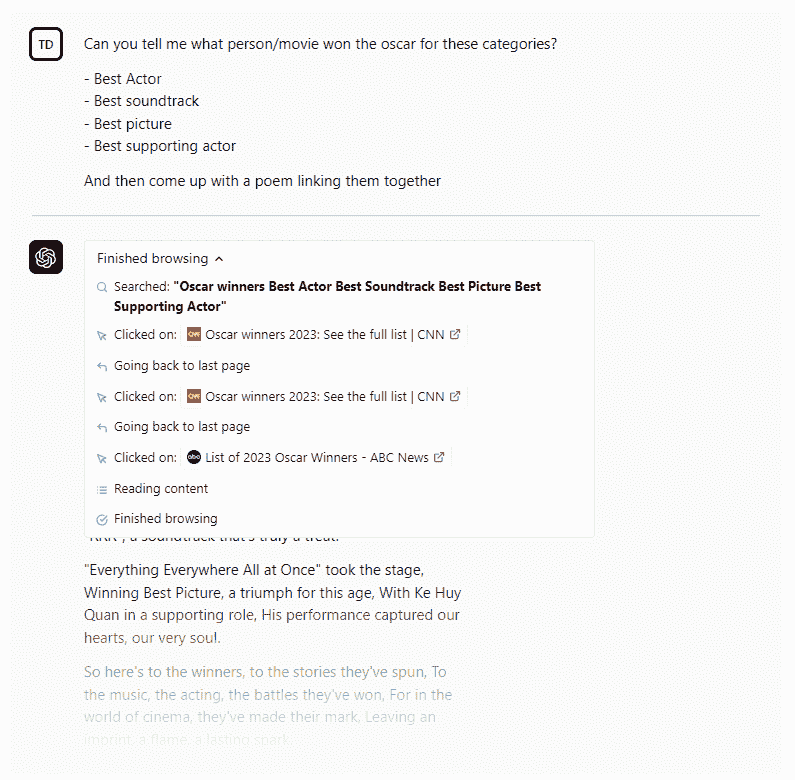 TD
Can you tell me what person/movie won the oscar for these categories?
- Best Actor
- Best soundtrack
- Best picture
- Best supporting actor
And then come up with a poem linking them together
Finished browsing
Searched: "Oscar winners Best Actor Best Soundtrack Best Picture Best
Supporting Actor"
Clicked on: CNN Oscar winners 2023: See the full list | CNN
Going back to last page
Clicked on: CNN Oscar winners 2023: See the full list | CNN
Going back to last page
Clicked on: abc List of 2023 Oscar Winners - ABC News
Reading content
Finished browsing
"RRR", a soundtrack that's truly a treat.
"Everything Everywhere All at Once" took the stage,
Winning Best Picture, a triumph for this age, With Ke Huy
Quan in a supporting role, His performance captured our
hearts, our very soul.
So here's to the winners, to the stories they've spun, To
the music, the acting, the battles they've won, For in the
world of cinema, they've made their mark, Leaving an
imprint, a flame, a lasting spark.